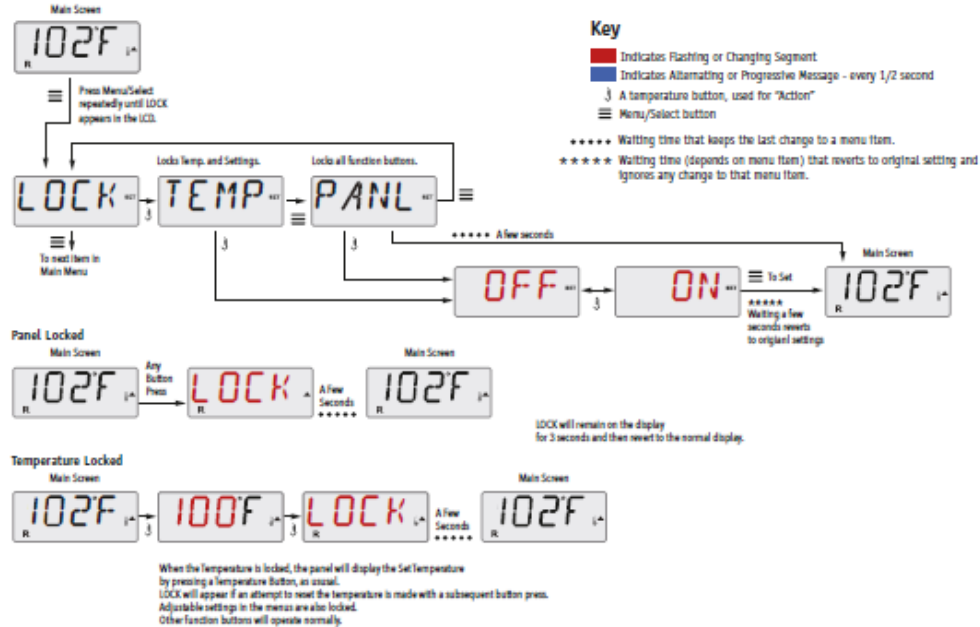 Main Screen
102°F
R
Key
Indicates Flashing or Changing Segment
Indicates Alternating or Progressive Message - every 1/2 second
A temperature button, used for "Action"
Menu/Select button
Waiting time that keeps the last change to a menu item.
***** Waiting time (depends on menu item) that reverts to original setting and
ignores any change to that menu item.
Press Menu/Select
repeatedly until LOCK
appears in the LCD.
Locks Temp. and Settings.
Locks all function buttons.
LOCK SET
TEMP SET
PANL SET
To next item in
Main Menu
A few seconds
Main Screen
OFF SET
ON SET
To Set
*****
Waiting a few
seconds reverts
to origianl settings
102°F
R
Panel Locked
Main Screen
102°F
R
Any
Button
Press
LOCK
R
A Few
Seconds
Main Screen
102°F
R
LOCK will remain on the display
for 3 seconds and then revert to the normal display.
Temperature Locked
Main Screen
102°F
R
100°F
LOCK
R
A Few
Seconds
Main Screen
102°F
R
When the Temperature is locked, the panel will display the Set Temperature
by pressing a Temperature Button, as ususal.
LOCK will appear if an attempt to reset the temperature is made with a subsequent button press.
Adjustable settings in the menus are also locked.
Other function buttons will operate normally.